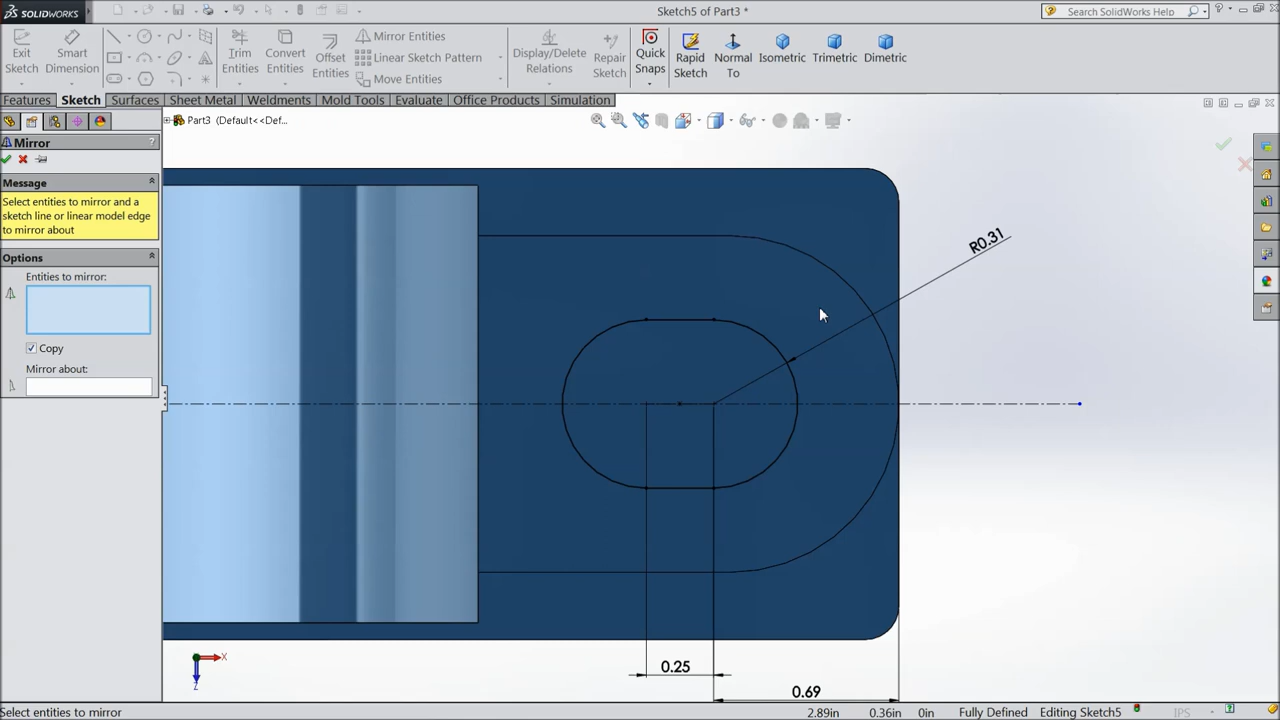 SOLIDWORKS
Sketch5 of Part3 *
Search SolidWorks Help
Exit Sketch
Smart Dimension
Trim Entities
Convert Entities
Offset Entities
Mirror Entities
Linear Sketch Pattern
Move Entities
Display/Delete Relations
Repair Sketch
Quick Snaps
Rapid Sketch
Normal To
Isometric
Trimetric
Dimetric
Features
Sketch
Surfaces
Sheet Metal
Weldments
Mold Tools
Evaluate
Office Products
Simulation
Part3 (Default<<Def...
Mirror
?
Message
Select entities to mirror and a
sketch line or linear model edge
to mirror about
Options
Entities to mirror:
Copy
Mirror about:
R0.31
0.25
0.69
X
Z
Select entities to mirror
2.89in
0.36in
0in
Fully Defined
Editing Sketch5
IPS